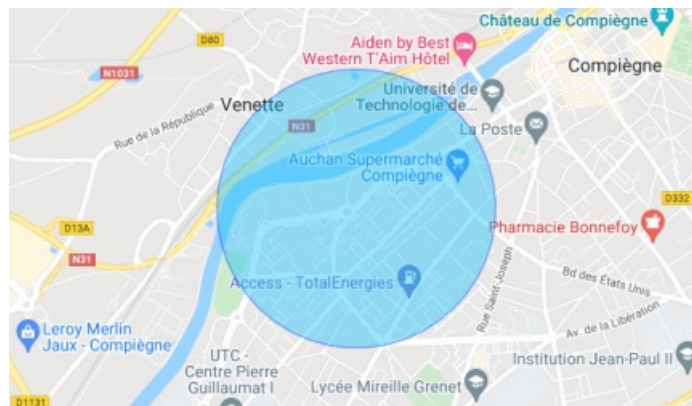 Château de Compiègne
D80
Aiden by Best
Western T'Aim Hôtel
Compiègne
N1031
Université de
Technologie de...
Venette
Rue de la République
N31
La Poste
Auchan Supermarché
Compiègne
D332
D13A
Pharmacie Bonnefoy
N31
Rue Saint-Joseph
Access - TotalEnergies
Bd des États Unis
Av. de la Libération
Leroy Merlin
Jaux - Compiègne
UTC -
Centre Pierre
Guillaumat I
Institution Jean-Paul II
Lycée Mireille Grenet
D1131